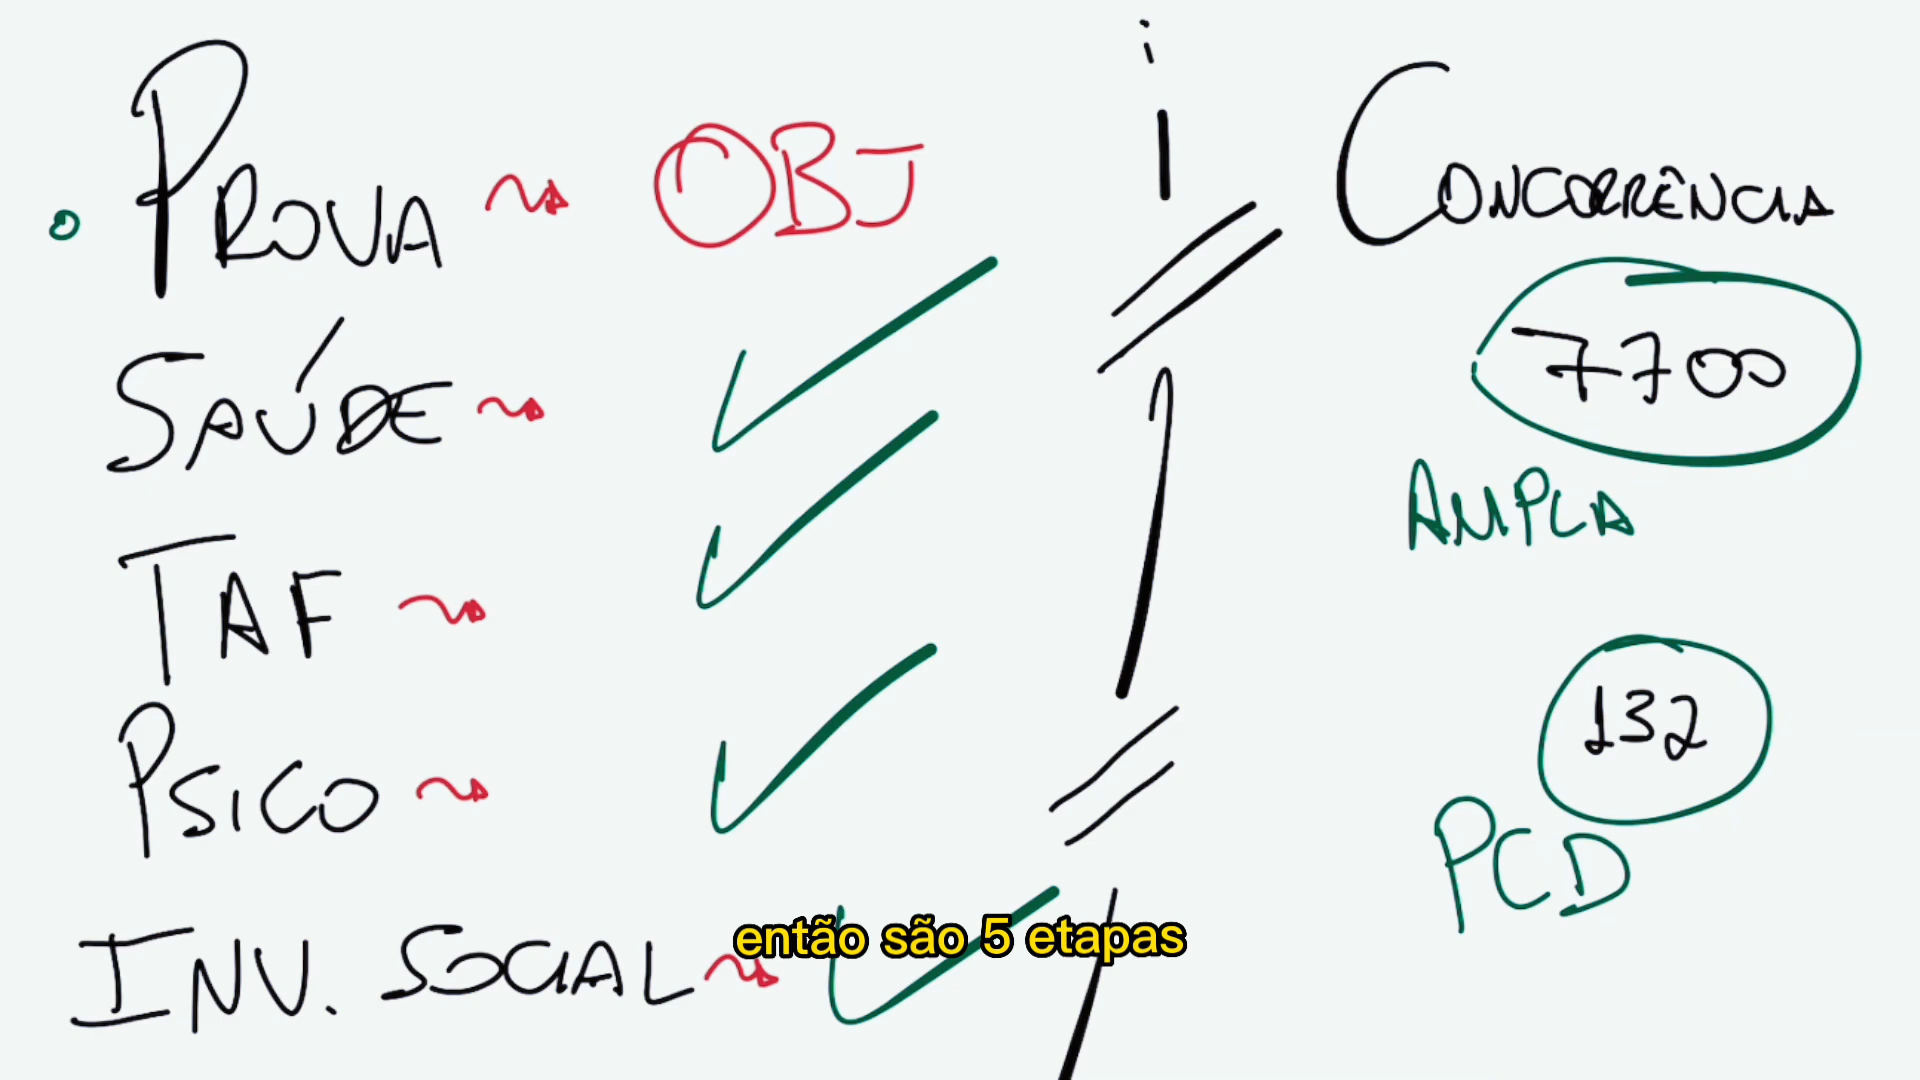 PROVA OBJ
SAÚDE
TAF
PSICO
INV. SOCIAL
CONCORRÊNCIA
7700
AMPLA
132
PCD
então são 5 etapas